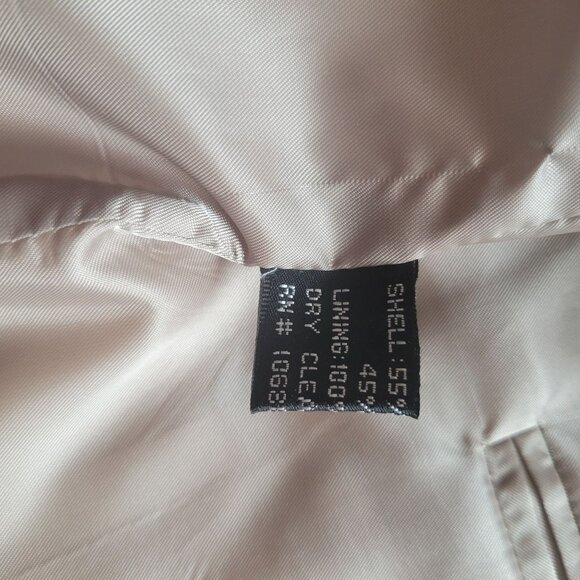 SHELL: 55%
45%
LINING: 100%
DRY CLEA
RN # 1068